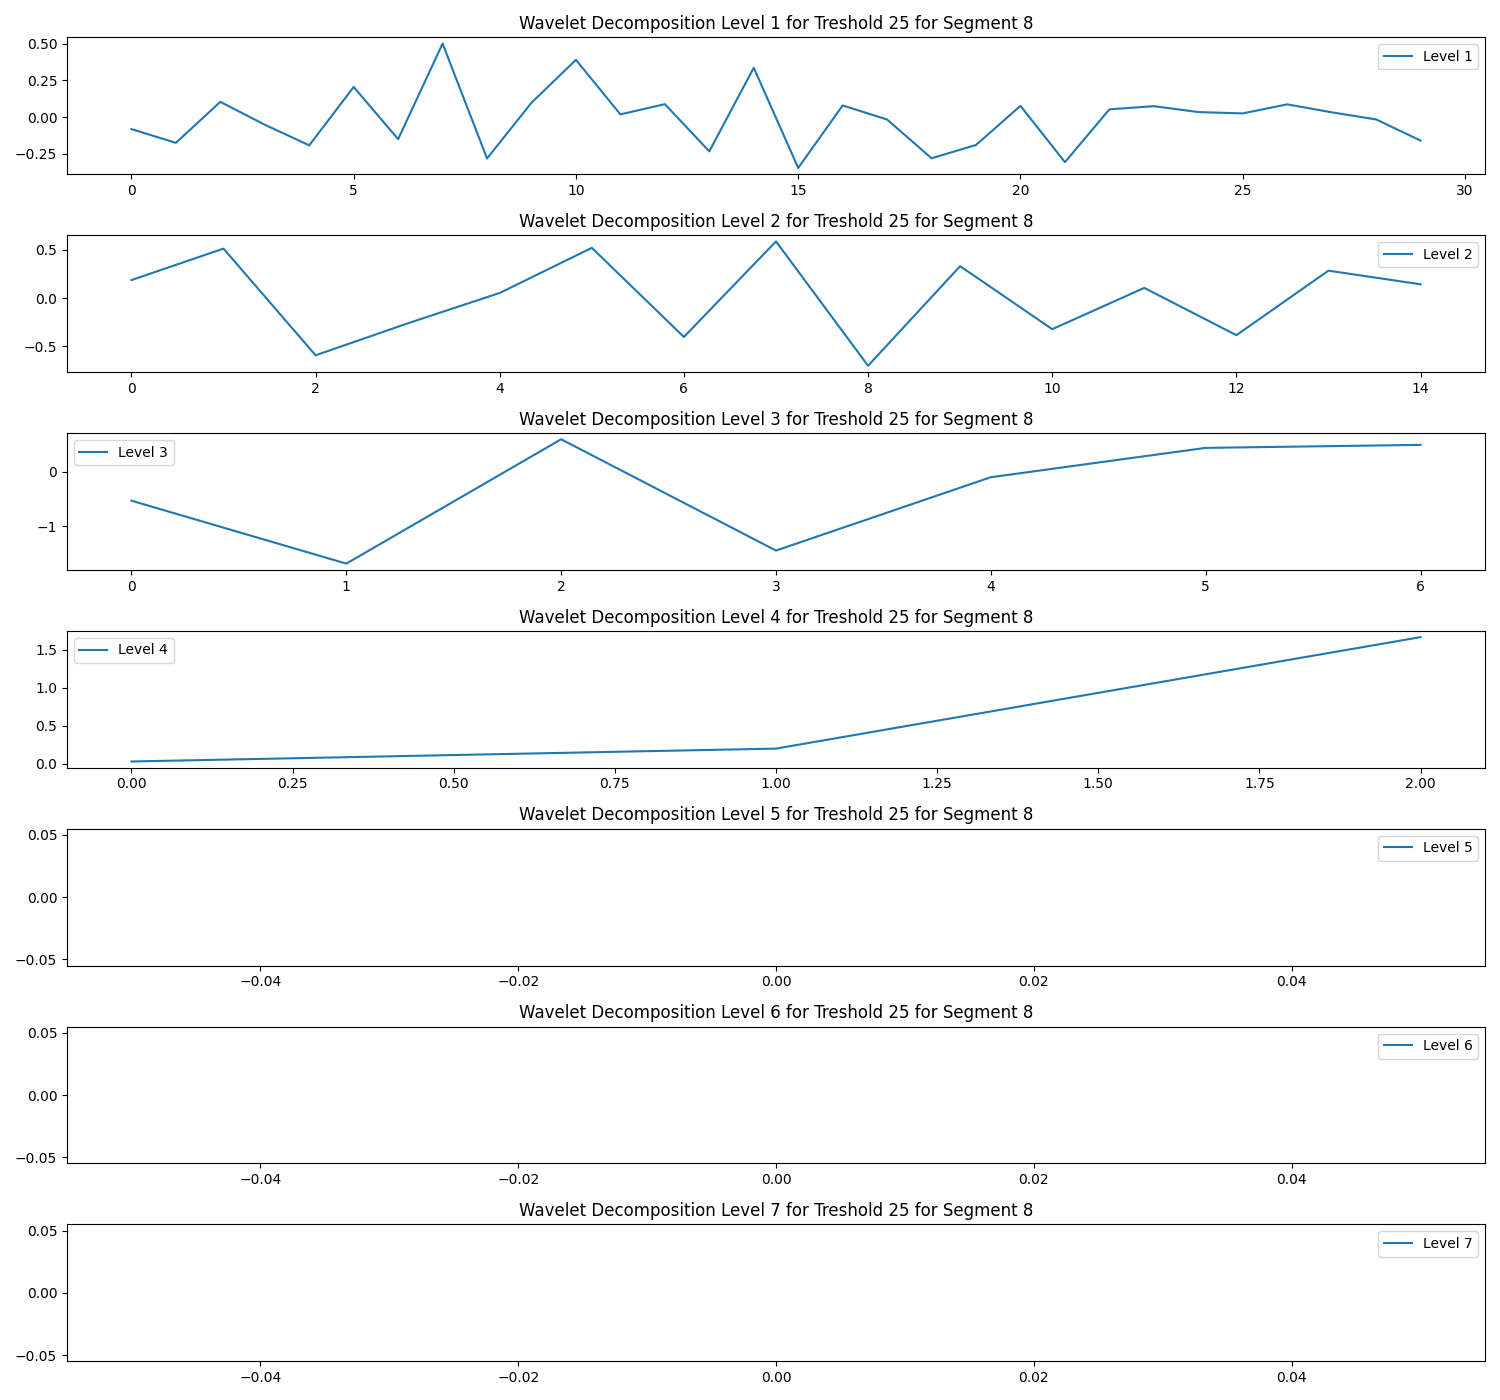 Wavelet Decomposition Level 1 for Treshold 25 for Segment 8
0.50
0.25
0.00
−0.25
Level 1
0 5 10 15 20 25 30
Wavelet Decomposition Level 2 for Treshold 25 for Segment 8
0.5
0.0
−0.5
Level 2
0 2 4 6 8 10 12 14
Wavelet Decomposition Level 3 for Treshold 25 for Segment 8
Level 3
0
−1
0 1 2 3 4 5 6
Wavelet Decomposition Level 4 for Treshold 25 for Segment 8
Level 4
1.5
1.0
0.5
0.0
0.00 0.25 0.50 0.75 1.00 1.25 1.50 1.75 2.00
Wavelet Decomposition Level 5 for Treshold 25 for Segment 8
0.05
0.00
−0.05
Level 5
−0.04 −0.02 0.00 0.02 0.04
Wavelet Decomposition Level 6 for Treshold 25 for Segment 8
0.05
0.00
−0.05
Level 6
−0.04 −0.02 0.00 0.02 0.04
Wavelet Decomposition Level 7 for Treshold 25 for Segment 8
0.05
0.00
−0.05
Level 7
−0.04 −0.02 0.00 0.02 0.04